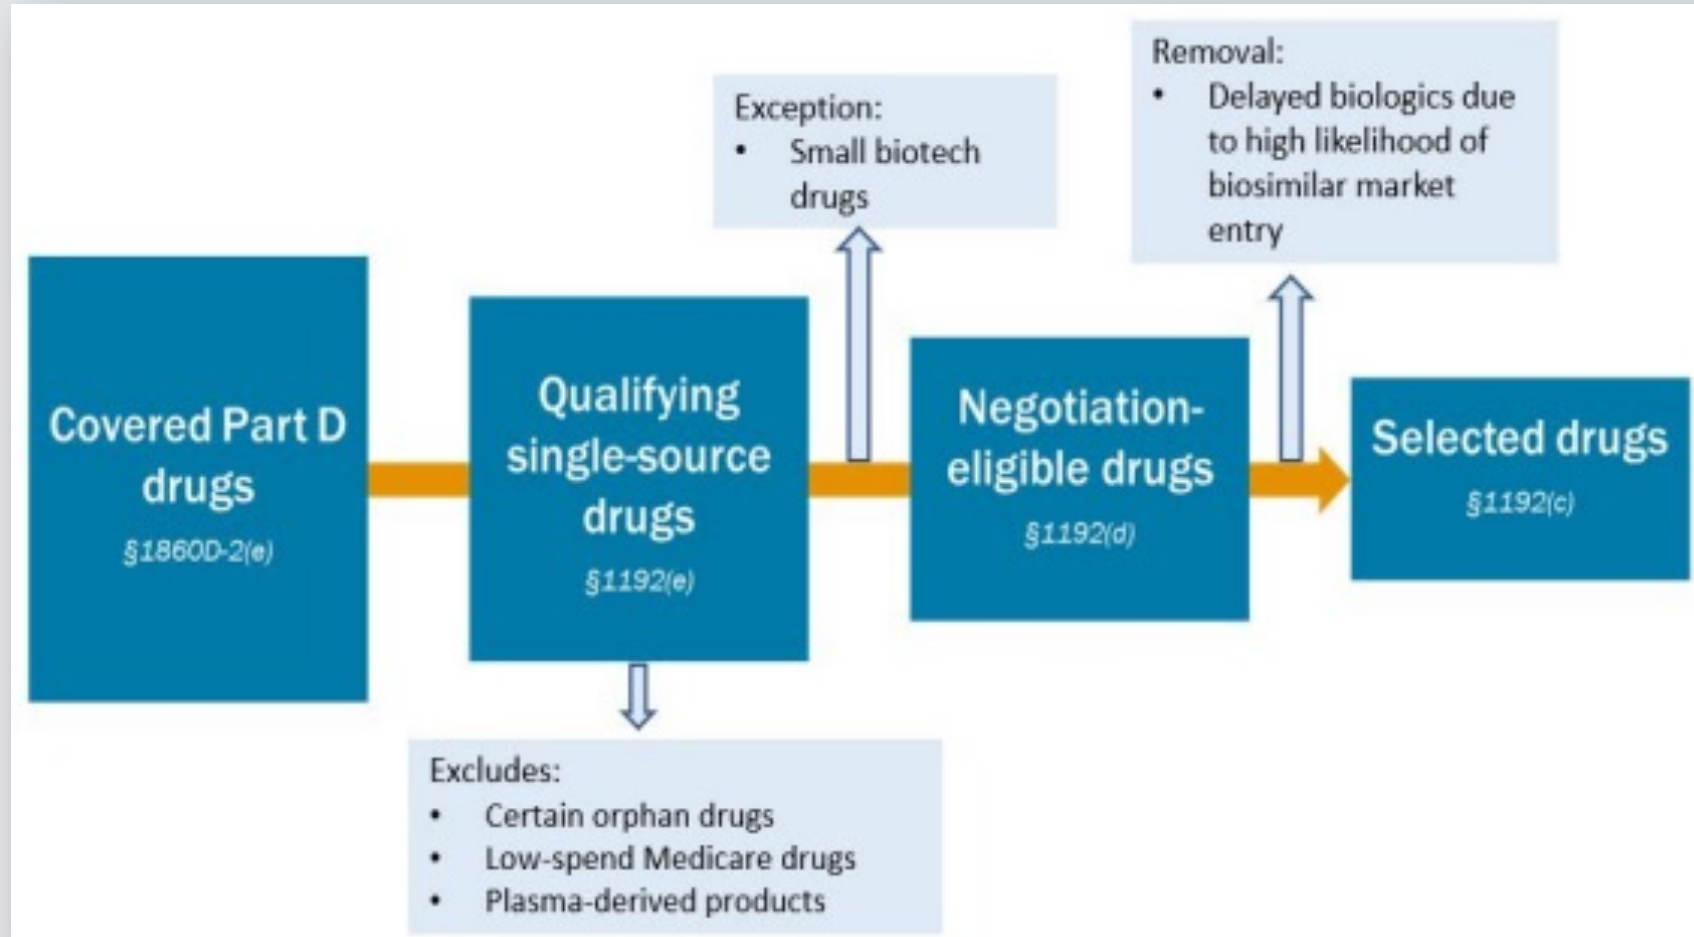 Removal:
• Delayed biologics due
to high likelihood of
biosimilar market
entry
Exception:
• Small biotech
drugs
Covered Part D
drugs
§1860D-2(e)
Qualifying
single-source
drugs
§1192(e)
Negotiation-
eligible drugs
§1192(d)
Selected drugs
§1192(c)
Excludes:
• Certain orphan drugs
• Low-spend Medicare drugs
• Plasma-derived products